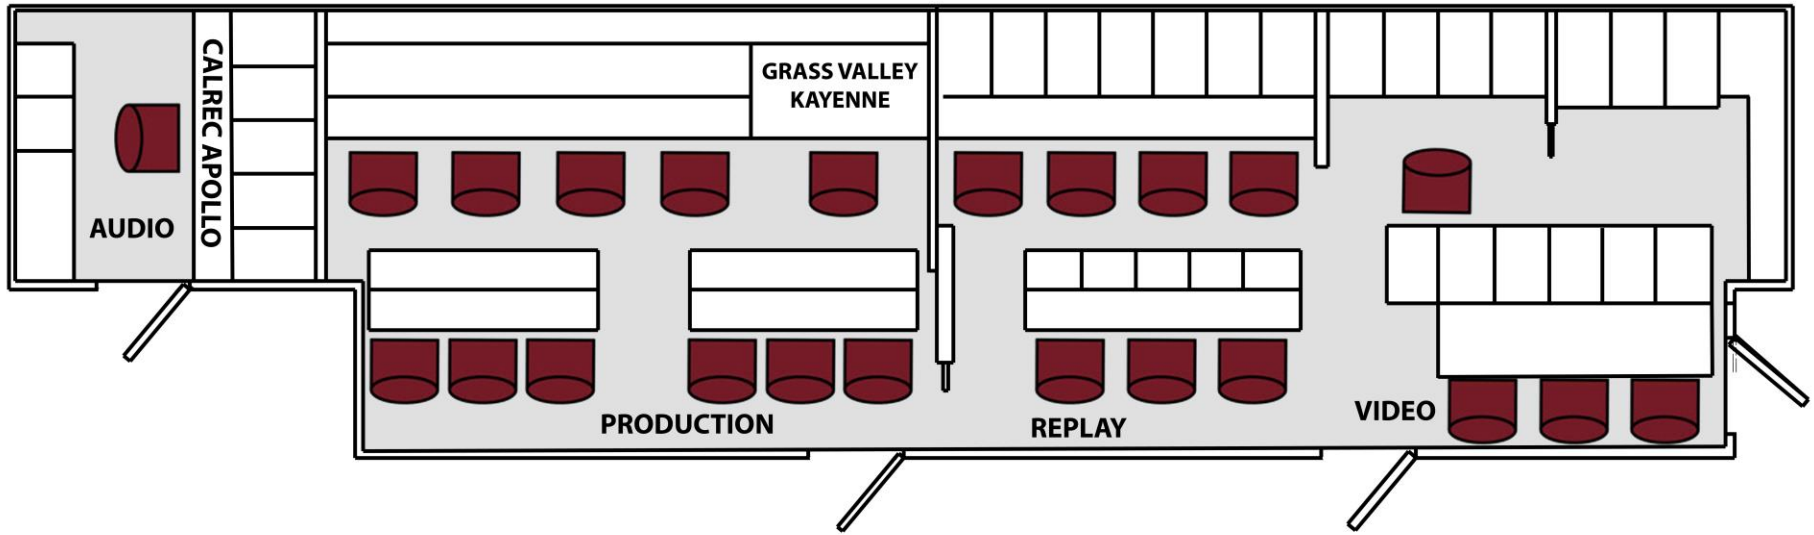 CALREC APOLLO
GRASS VALLEY
KAYENNE
AUDIO
PRODUCTION
REPLAY
VIDEO